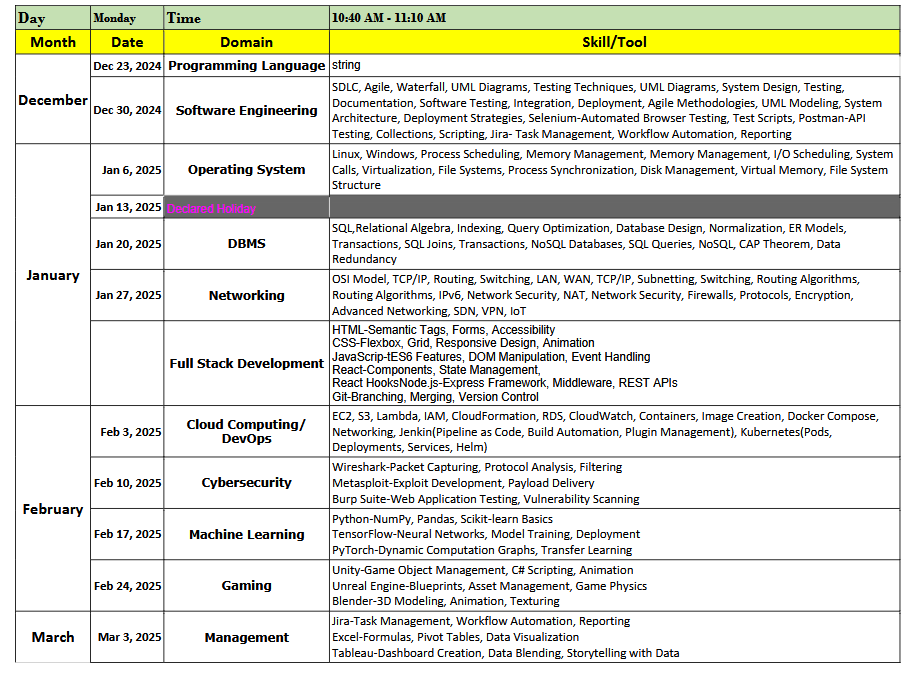 Day Monday Time 10:40 AM - 11:10 AM
Month Date Domain Skill/Tool
December
Dec 23, 2024 Programming Language string
Dec 30, 2024 Software Engineering
SDLC, Agile, Waterfall, UML Diagrams, Testing Techniques, UML Diagrams, System Design, Testing,
Documentation, Software Testing, Integration, Deployment, Agile Methodologies, UML Modeling, System
Architecture, Deployment Strategies, Selenium-Automated Browser Testing, Test Scripts, Postman-API
Testing, Collections, Scripting, Jira- Task Management, Workflow Automation, Reporting
January
Jan 6, 2025 Operating System
Linux, Windows, Process Scheduling, Memory Management, Memory Management, I/O Scheduling, System
Calls, Virtualization, File Systems, Process Synchronization, Disk Management, Virtual Memory, File System
Structure
Jan 13, 2025 Declared Holiday
Jan 20, 2025 DBMS
SQL,Relational Algebra, Indexing, Query Optimization, Database Design, Normalization, ER Models,
Transactions, SQL Joins, Transactions, NoSQL Databases, SQL Queries, NoSQL, CAP Theorem, Data
Redundancy
Jan 27, 2025 Networking
OSI Model, TCP/IP, Routing, Switching, LAN, WAN, TCP/IP, Subnetting, Switching, Routing Algorithms,
Routing Algorithms, IPv6, Network Security, NAT, Network Security, Firewalls, Protocols, Encryption,
Advanced Networking, SDN, VPN, IoT
Full Stack Development
HTML-Semantic Tags, Forms, Accessibility
CSS-Flexbox, Grid, Responsive Design, Animation
JavaScrip-tES6 Features, DOM Manipulation, Event Handling
React-Components, State Management,
React HooksNode.js-Express Framework, Middleware, REST APIs
Git-Branching, Merging, Version Control
February
Feb 3, 2025 Cloud Computing/
DevOps
EC2, S3, Lambda, IAM, CloudFormation, RDS, CloudWatch, Containers, Image Creation, Docker Compose,
Networking, Jenkin(Pipeline as Code, Build Automation, Plugin Management), Kubernetes(Pods,
Deployments, Services, Helm)
Feb 10, 2025 Cybersecurity
Wireshark-Packet Capturing, Protocol Analysis, Filtering
Metasploit-Exploit Development, Payload Delivery
Burp Suite-Web Application Testing, Vulnerability Scanning
Feb 17, 2025 Machine Learning
Python-NumPy, Pandas, Scikit-learn Basics
TensorFlow-Neural Networks, Model Training, Deployment
PyTorch-Dynamic Computation Graphs, Transfer Learning
Feb 24, 2025 Gaming
Unity-Game Object Management, C# Scripting, Animation
Unreal Engine-Blueprints, Asset Management, Game Physics
Blender-3D Modeling, Animation, Texturing
March
Mar 3, 2025 Management
Jira-Task Management, Workflow Automation, Reporting
Excel-Formulas, Pivot Tables, Data Visualization
Tableau-Dashboard Creation, Data Blending, Storytelling with Data